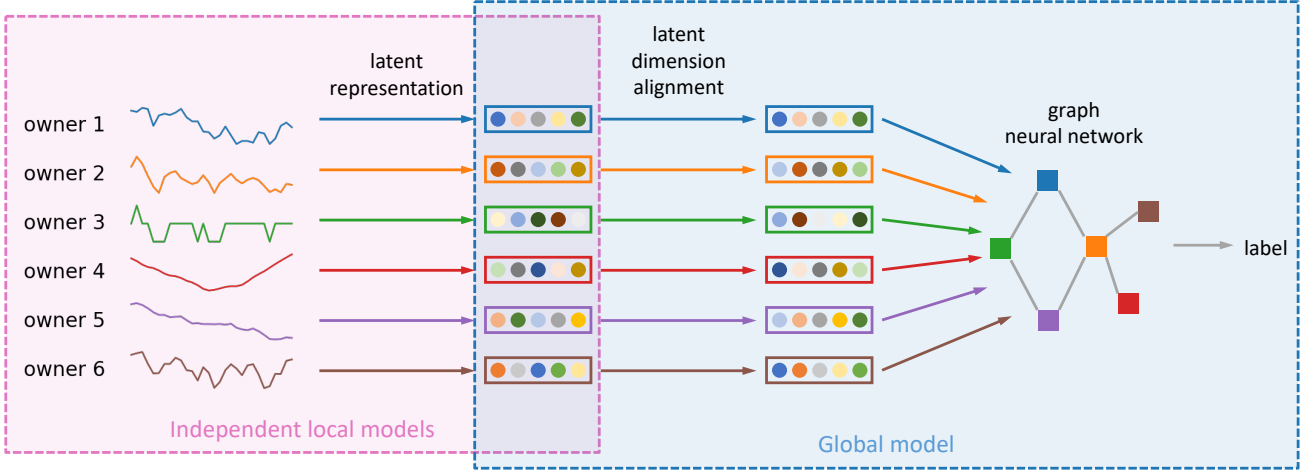 latent
representation
latent
dimension
alignment
graph
neural network
owner 1
owner 2
owner 3
owner 4
owner 5
owner 6
label
Independent local models
Global model